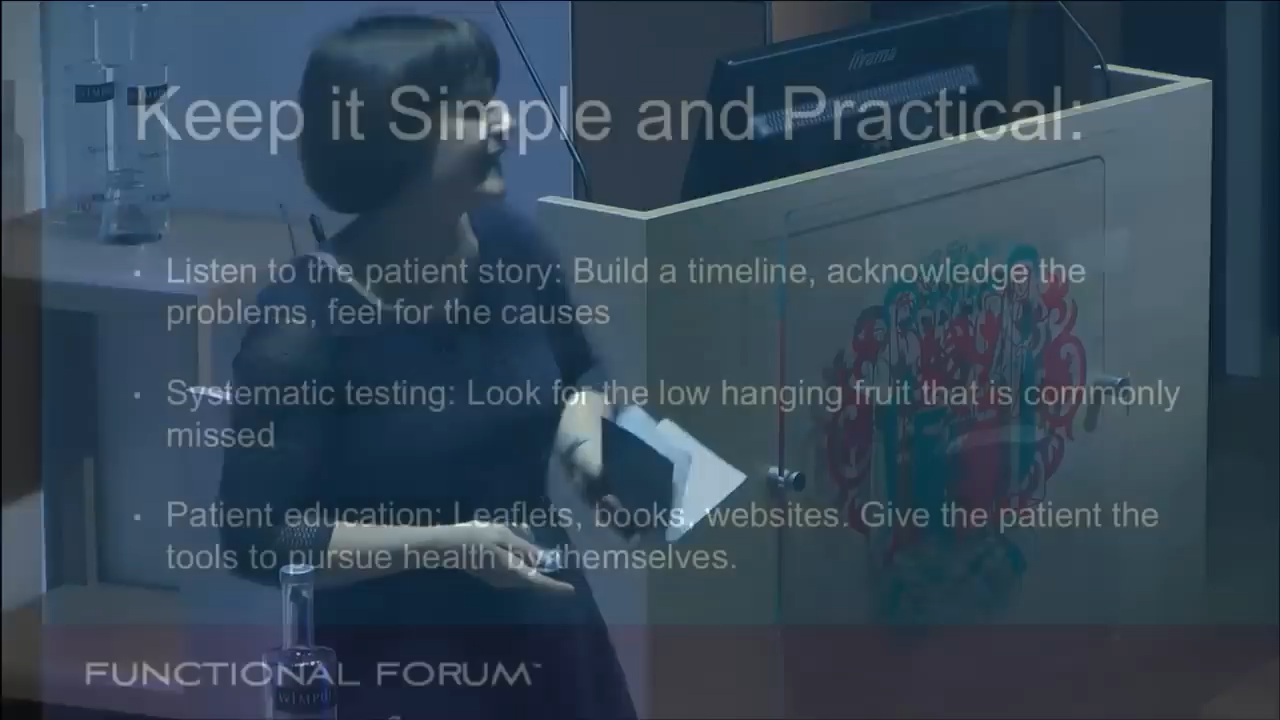 iiyama
Keep it Simple and Practical:
Listen to the patient story: Build a timeline, acknowledge the
problems, feel for the causes
Systematic testing: Look for the low hanging fruit that is commonly
missed
Patient education: Leaflets, books, websites. Give the patient the
tools to pursue health by themselves.
FUNCTIONAL FORUM™